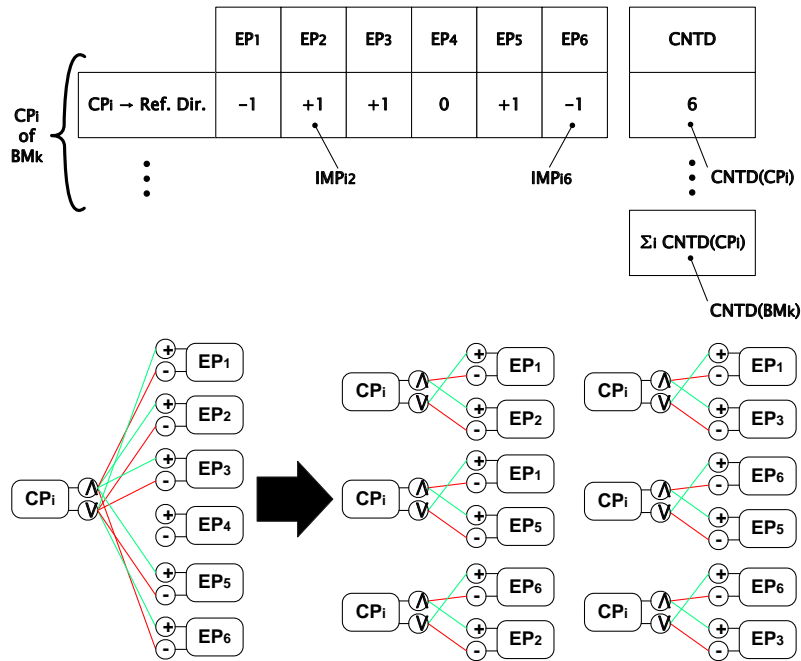 EP1 EP2 EP3 EP4 EP5 EP6 CNTD
CPi of BMk
CPi → Ref. Dir. −1 +1 +1 0 +1 −1 6
IMPi2 IMPi6 CNTD(CPi)
Σi CNTD(CPi)
CNTD(BMk)
CPi Λ V
+ - EP1
+ - EP2
+ - EP3
+ - EP4
+ - EP5
+ - EP6
CPi Λ V + - EP1 + - EP2
CPi Λ V + - EP1 + - EP3
CPi Λ V + - EP1 + - EP5
CPi Λ V + - EP6 + - EP5
CPi Λ V + - EP6 + - EP2
CPi Λ V + - EP6 + - EP3